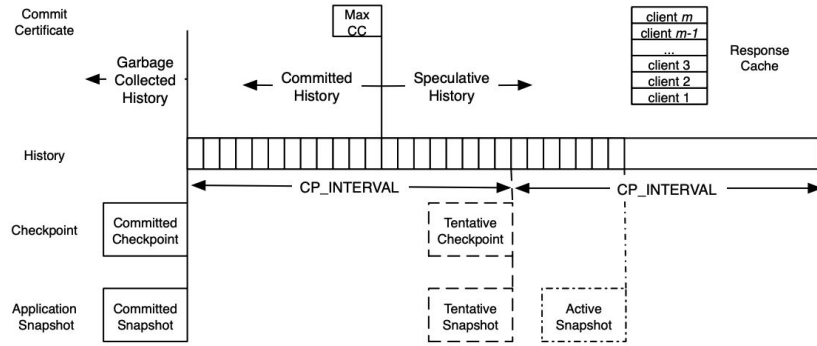 Commit
Certificate
Max
CC
client m
client m-1
...
client 3
client 2
client 1
Response
Cache
Garbage
Collected
History
Committed
History
Speculative
History
History
CP_INTERVAL
CP_INTERVAL
Checkpoint
Committed
Checkpoint
Tentative
Checkpoint
Application
Snapshot
Committed
Snapshot
Tentative
Snapshot
Active
Snapshot